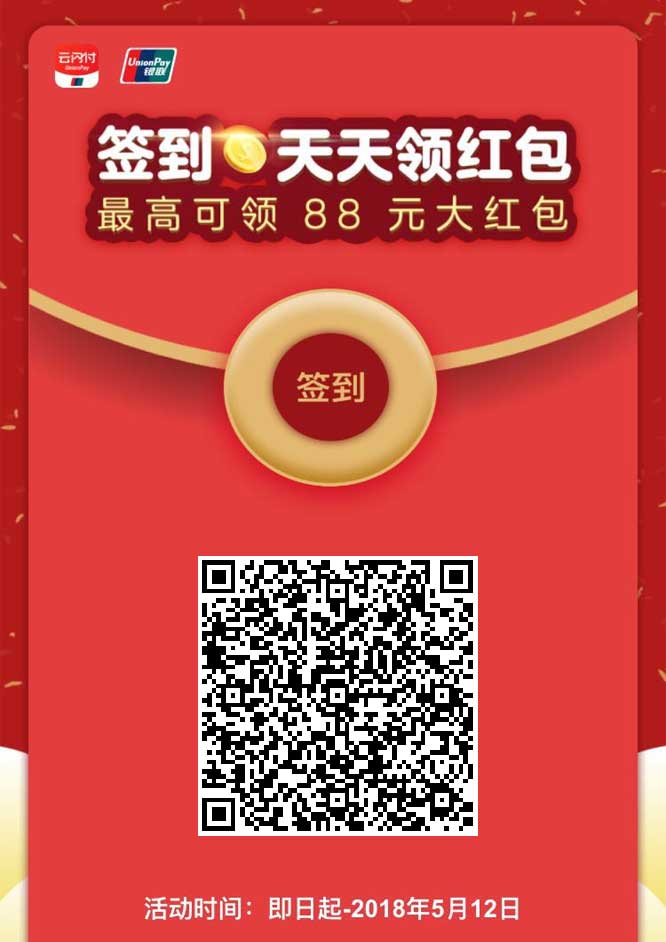 云闪付
UnionPay
UnionPay
银联
签到天天领红包
最高可领 88 元大红包
签到
活动时间：即日起-2018年5月12日